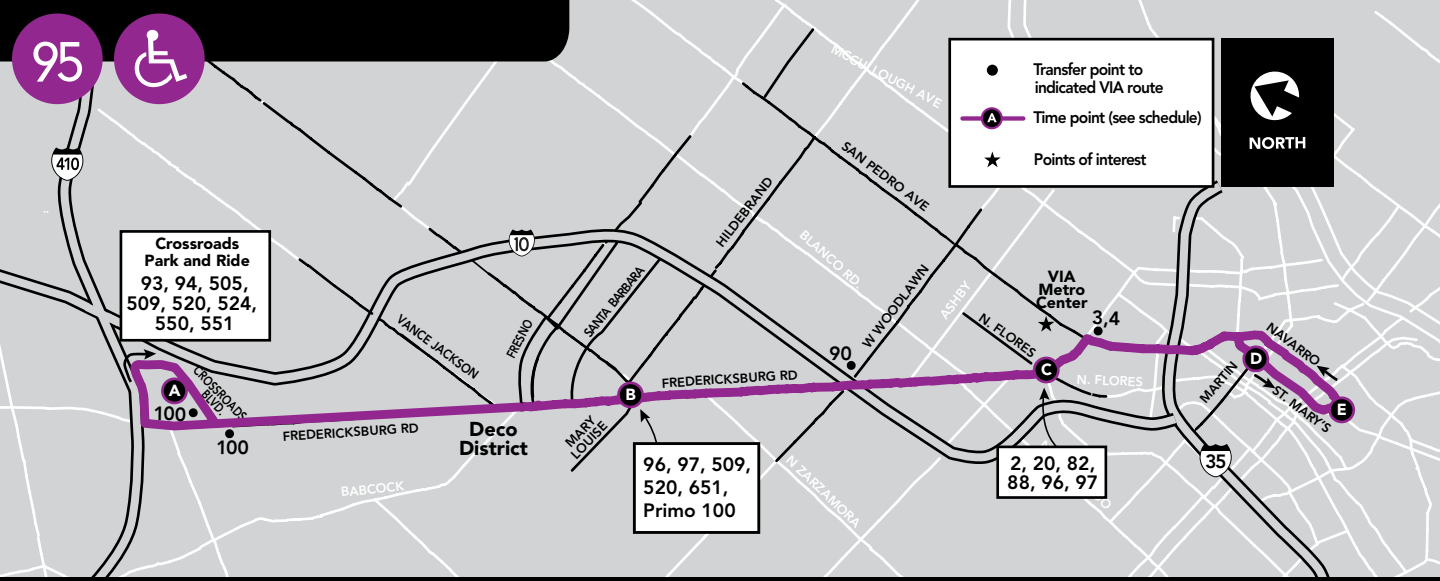 95
MCCULLOUGH AVE
Transfer point to
indicated VIA route
A
Time point (see schedule)
Points of interest
NORTH
410
SAN PEDRO AVE
HILDEBRAND
10
BLANCO RD.
Crossroads
Park and Ride
93, 94, 505,
509, 520, 524,
550, 551
SANTA BARBARA
W WOODLAWN
ASHBY
VIA
Metro
Center
3,4
VANCE JACKSON
FRESNO
N. FLORES
90
NAVARRO
D
MARTIN
ST. MARY'S
E
C
N. FLORES
FREDERICKSBURG RD
B
A
CROSSROADS
BLVD.
100
100
FREDERICKSBURG RD
Deco
District
MARY
LOUISE
96, 97, 509,
520, 651,
Primo 100
2, 20, 82,
88, 96, 97
35
BABCOCK
N ZARZAMORA